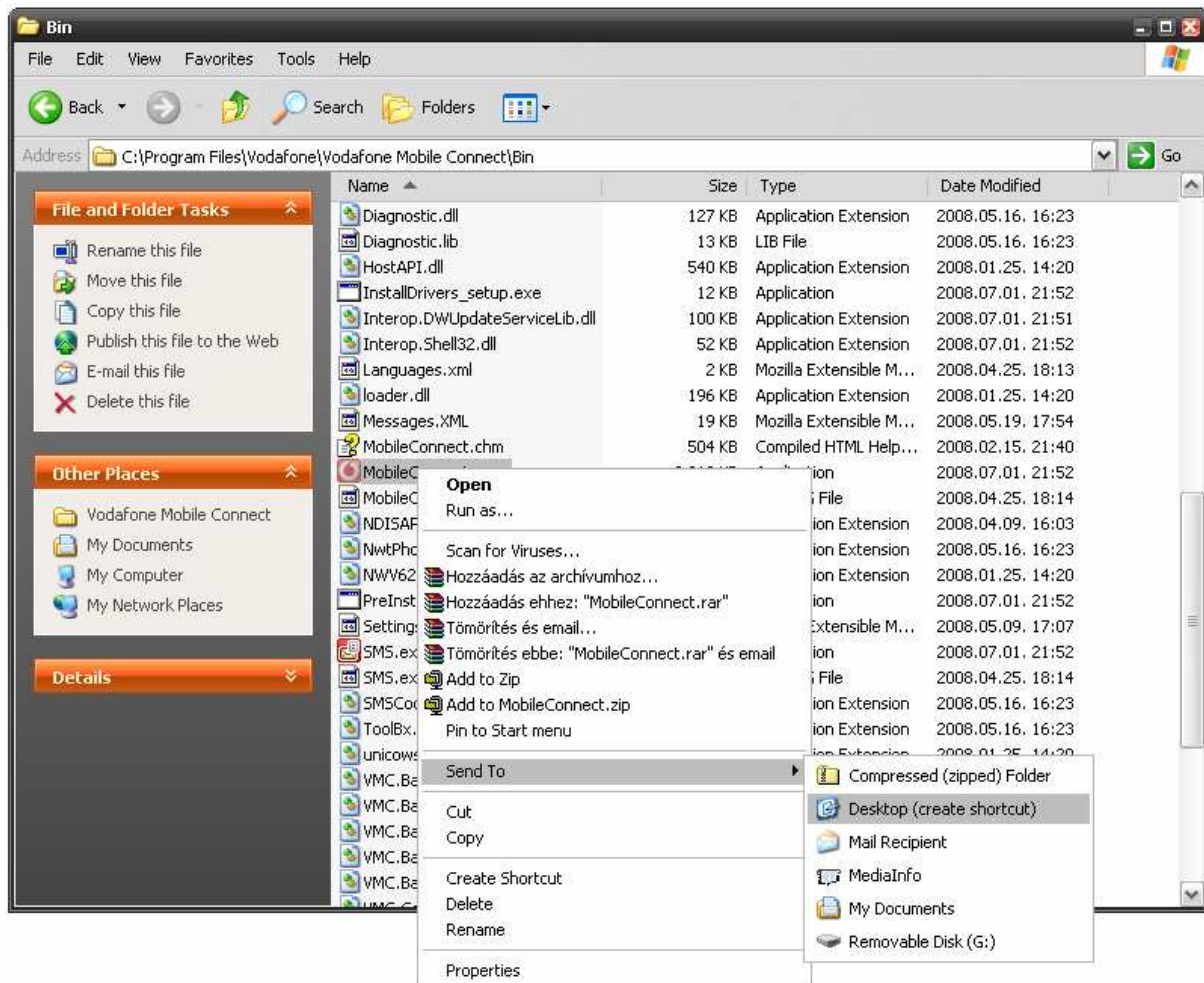 Bin
File Edit View Favorites Tools Help
Back Search Folders
Address C:\Program Files\Vodafone\Vodafone Mobile Connect\Bin Go
File and Folder Tasks
Rename this file
Move this file
Copy this file
Publish this file to the Web
E-mail this file
Delete this file
Other Places
Vodafone Mobile Connect
My Documents
My Computer
My Network Places
Details
Name Size Type Date Modified
Diagnostic.dll 127 KB Application Extension 2008.05.16. 16:23
Diagnostic.lib 13 KB LIB File 2008.05.16. 16:23
HostAPI.dll 540 KB Application Extension 2008.01.25. 14:20
InstallDrivers_setup.exe 12 KB Application 2008.07.01. 21:52
Interop.DWUpdateServiceLib.dll 100 KB Application Extension 2008.07.01. 21:51
Interop.Shell32.dll 52 KB Application Extension 2008.07.01. 21:52
Languages.xml 2 KB Mozilla Extensible M... 2008.04.25. 18:13
loader.dll 196 KB Application Extension 2008.01.25. 14:20
Messages.XML 19 KB Mozilla Extensible M... 2008.05.19. 17:54
MobileConnect.chm 504 KB Compiled HTML Help... 2008.02.15. 21:40
MobileC ion 2008.07.01. 21:52
MobileC File 2008.04.25. 18:14
NDISAP ion Extension 2008.04.09. 16:03
NwtPho ion Extension 2008.05.16. 16:23
NWV62 ion Extension 2008.01.25. 14:20
PreInst ion 2008.07.01. 21:52
Setting Extensible M... 2008.05.09. 17:07
SMS.ex ion 2008.07.01. 21:52
SMS.ex File 2008.04.25. 18:14
SMSCo ion Extension 2008.05.16. 16:23
ToolBx. ion Extension 2008.05.16. 16:23
unicows ion Extension 2008.01.25. 14:20
VMC.Ba
VMC.Ba
VMC.Ba
VMC.Ba
VMC.Ba
Open
Run as...
Scan for Viruses...
Hozzáadás az archívumhoz...
Hozzáadás ehhez: "MobileConnect.rar"
Tömörítés és email...
Tömörítés ebbe: "MobileConnect.rar" és email
Add to Zip
Add to MobileConnect.zip
Pin to Start menu
Send To
Cut
Copy
Create Shortcut
Delete
Rename
Properties
Compressed (zipped) Folder
Desktop (create shortcut)
Mail Recipient
MediaInfo
My Documents
Removable Disk (G:)